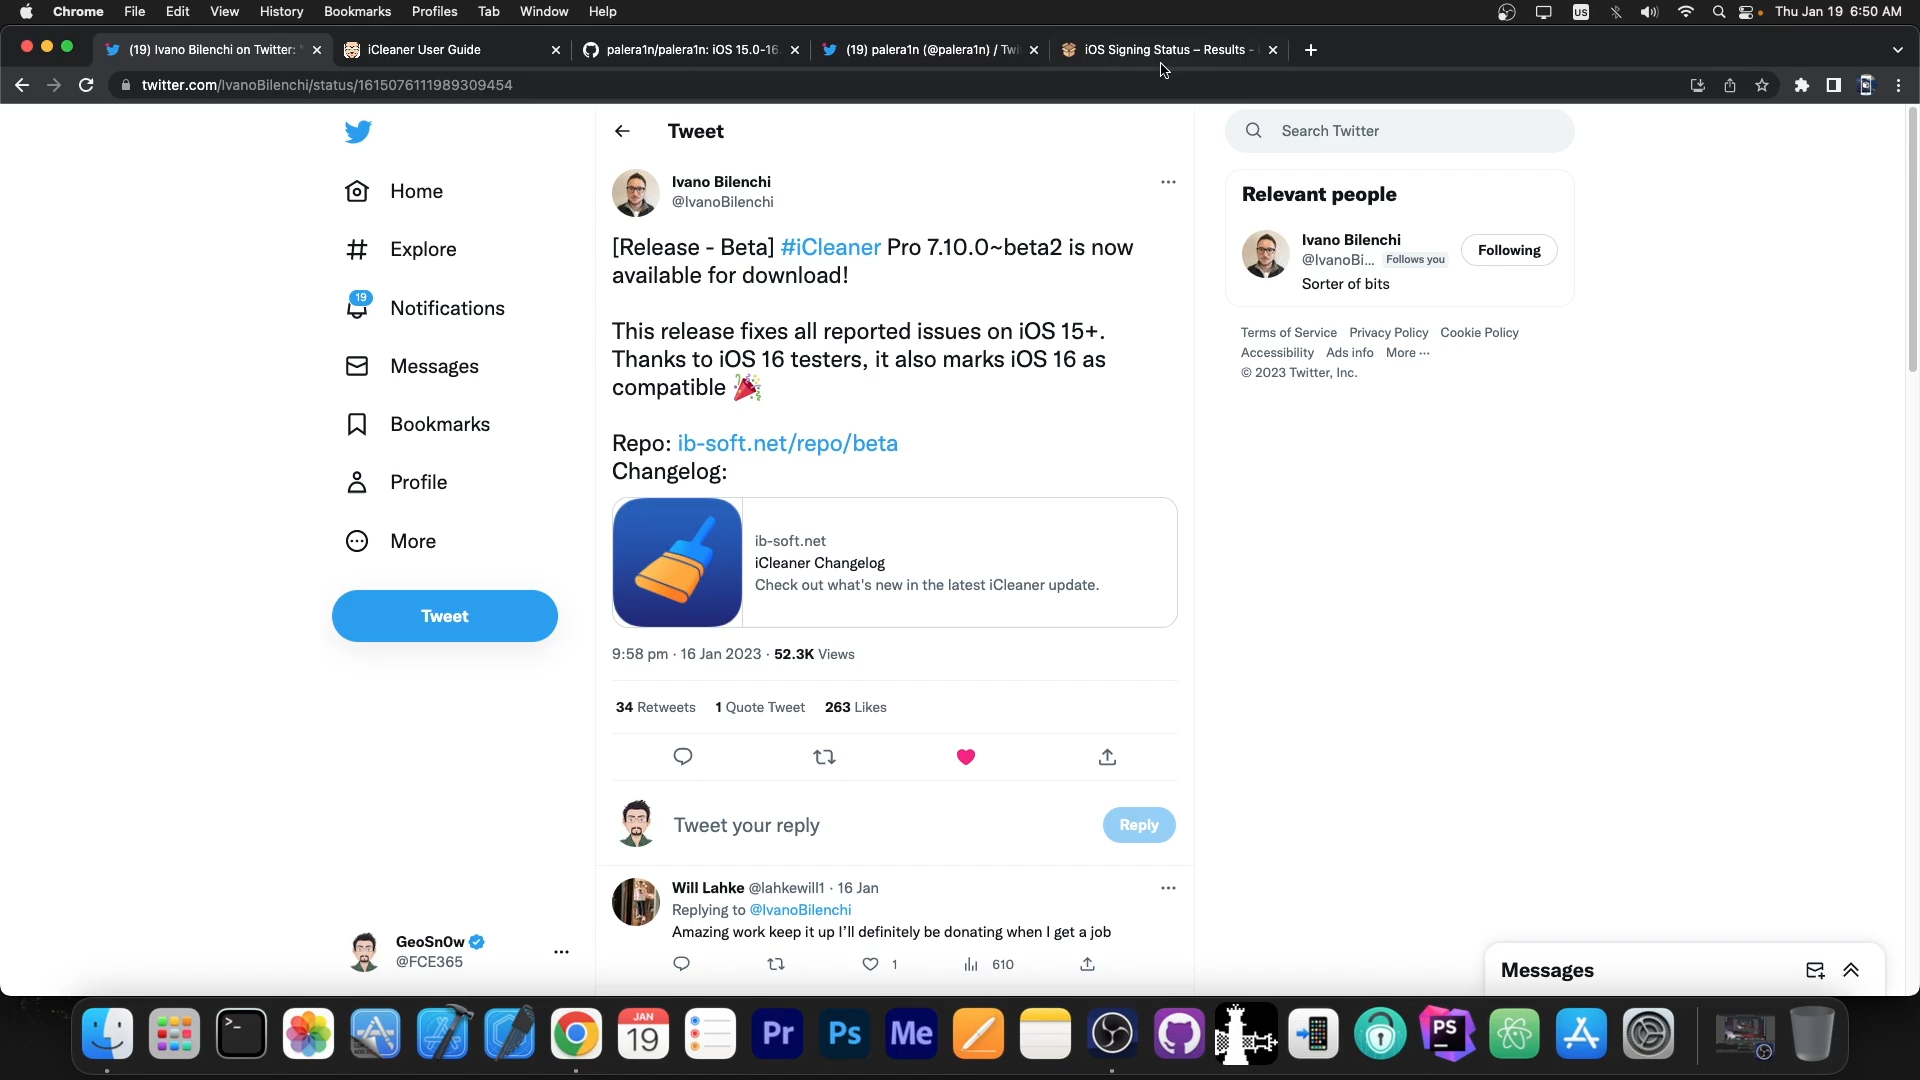 Chrome File Edit View History Bookmarks Profiles Tab Window Help US Thu Jan 19 6:50 AM
(19) Ivano Bilenchi on Twitter: " iCleaner User Guide palera1n/palera1n: iOS 15.0-16. (19) palera1n (@palera1n) / Twi iOS Signing Status – Results -
twitter.com/IvanoBilenchi/status/1615076111989309454
Home
Explore
19
Notifications
Messages
Bookmarks
Profile
More
Tweet
GeoSn0w
@FCE365
Tweet
Ivano Bilenchi
@IvanoBilenchi
[Release - Beta] #iCleaner Pro 7.10.0~beta2 is now
available for download!
This release fixes all reported issues on iOS 15+.
Thanks to iOS 16 testers, it also marks iOS 16 as
compatible 🎉
Repo: ib-soft.net/repo/beta
Changelog:
ib-soft.net
iCleaner Changelog
Check out what's new in the latest iCleaner update.
9:58 pm · 16 Jan 2023 · 52.3K Views
34 Retweets 1 Quote Tweet 263 Likes
Tweet your reply
Reply
Will Lahke @lahkewill1 · 16 Jan
Replying to @IvanoBilenchi
Amazing work keep it up I'll definitely be donating when I get a job
1 610
Search Twitter
Relevant people
Ivano Bilenchi
@IvanoBi... Follows you
Following
Sorter of bits
Terms of Service Privacy Policy Cookie Policy
Accessibility Ads info More ···
© 2023 Twitter, Inc.
Messages
JAN
19
Pr Ps Me PS